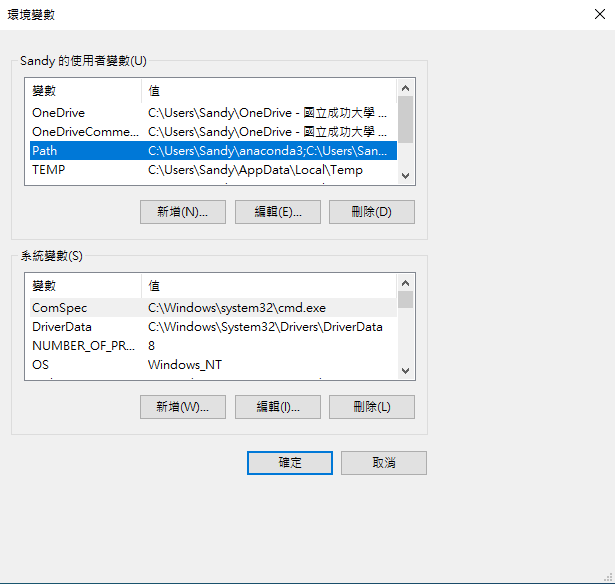 環境變數
Sandy 的使用者變數(U)
變數 值
OneDrive C:\Users\Sandy\OneDrive - 國立成功大學 ...
OneDriveComme... C:\Users\Sandy\OneDrive - 國立成功大學 ...
Path C:\Users\Sandy\anaconda3;C:\Users\San...
TEMP C:\Users\Sandy\AppData\Local\Temp
新增(N)... 編輯(E)... 刪除(D)
系統變數(S)
變數 值
ComSpec C:\Windows\system32\cmd.exe
DriverData C:\Windows\System32\Drivers\DriverData
NUMBER_OF_PR... 8
OS Windows_NT
新增(W)... 編輯(I)... 刪除(L)
確定 取消